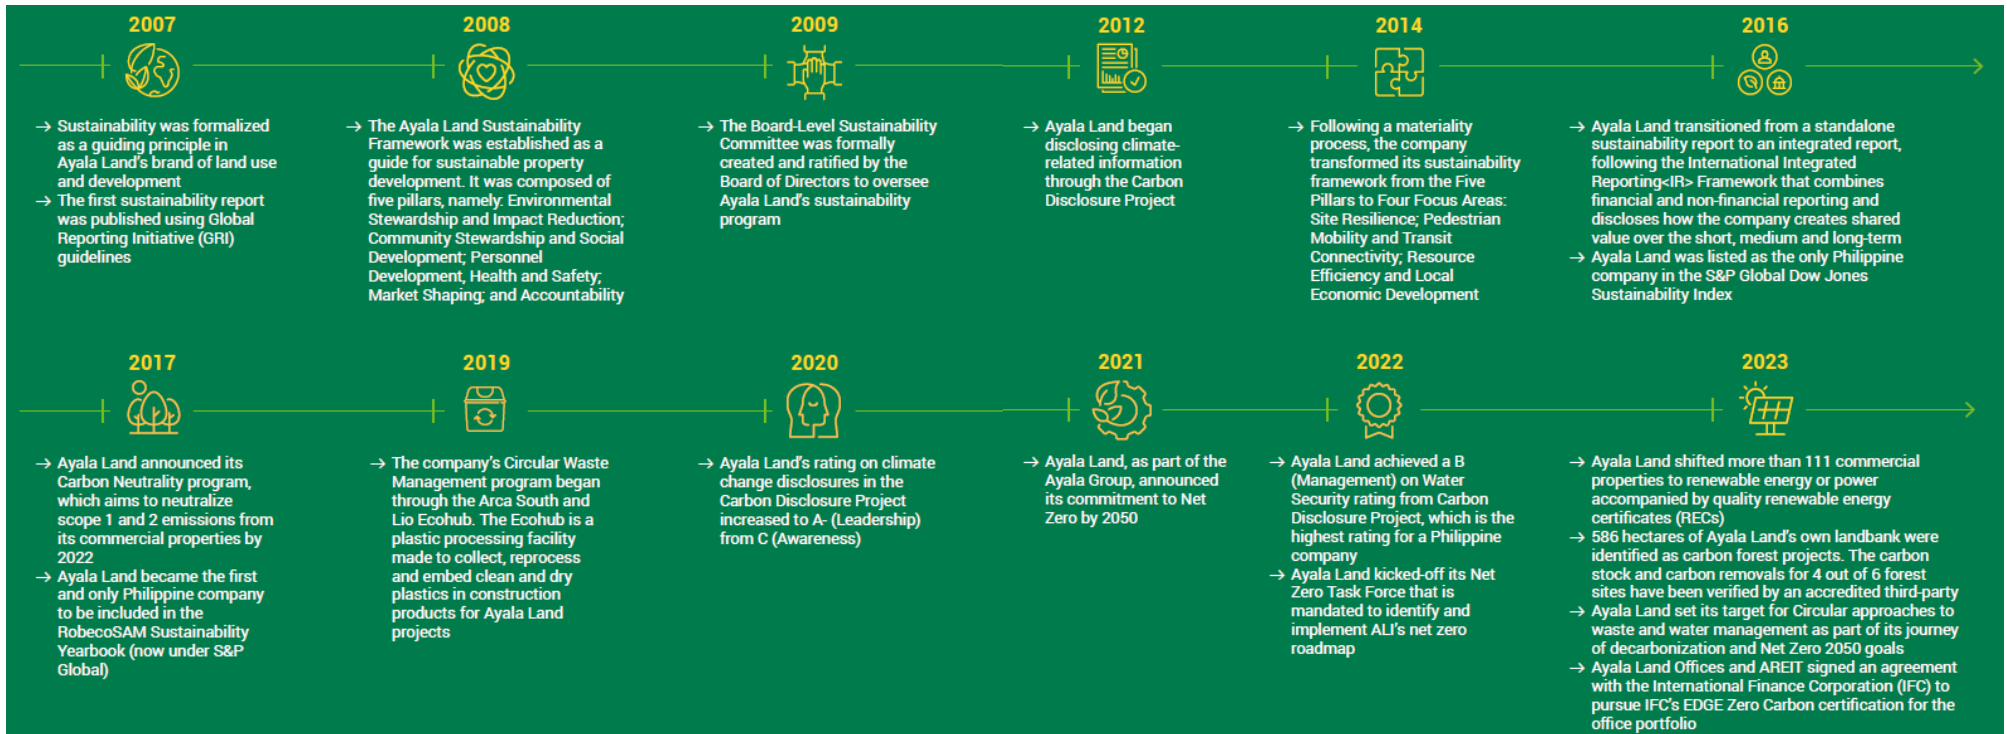 2007
→ Sustainability was formalized
as a guiding principle in
Ayala Land's brand of land use
and development
→ The first sustainability report
was published using Global
Reporting Initiative (GRI)
guidelines
2008
→ The Ayala Land Sustainability
Framework was established as a
guide for sustainable property
development. It was composed of
five pillars, namely: Environmental
Stewardship and Impact Reduction;
Community Stewardship and Social
Development; Personnel
Development, Health and Safety;
Market Shaping; and Accountability
2009
→ The Board-Level Sustainability
Committee was formally
created and ratified by the
Board of Directors to oversee
Ayala Land's sustainability
program
2012
→ Ayala Land began
disclosing climate-
related information
through the Carbon
Disclosure Project
2014
→ Following a materiality
process, the company
transformed its sustainability
framework from the Five
Pillars to Four Focus Areas:
Site Resilience; Pedestrian
Mobility and Transit
Connectivity; Resource
Efficiency and Local
Economic Development
2016
→ Ayala Land transitioned from a standalone
sustainability report to an integrated report,
following the International Integrated
Reporting<IR> Framework that combines
financial and non-financial reporting and
discloses how the company creates shared
value over the short, medium and long-term
→ Ayala Land was listed as the only Philippine
company in the S&P Global Dow Jones
Sustainability Index
2017
→ Ayala Land announced its
Carbon Neutrality program,
which aims to neutralize
scope 1 and 2 emissions from
its commercial properties by
2022
→ Ayala Land became the first
and only Philippine company
to be included in the
RobecoSAM Sustainability
Yearbook (now under S&P
Global)
2019
→ The company's Circular Waste
Management program began
through the Arca South and
Lio Ecohub. The Ecohub is a
plastic processing facility
made to collect, reprocess
and embed clean and dry
plastics in construction
products for Ayala Land
projects
2020
→ Ayala Land's rating on climate
change disclosures in the
Carbon Disclosure Project
increased to A- (Leadership)
from C (Awareness)
2021
→ Ayala Land, as part of the
Ayala Group, announced
its commitment to Net
Zero by 2050
2022
→ Ayala Land achieved a B
(Management) on Water
Security rating from Carbon
Disclosure Project, which is the
highest rating for a Philippine
company
→ Ayala Land kicked-off its Net
Zero Task Force that is
mandated to identify and
implement ALI's net zero
roadmap
2023
→ Ayala Land shifted more than 111 commercial
properties to renewable energy or power
accompanied by quality renewable energy
certificates (RECs)
→ 586 hectares of Ayala Land's own landbank were
identified as carbon forest projects. The carbon
stock and carbon removals for 4 out of 6 forest
sites have been verified by an accredited third-party
→ Ayala Land set its target for Circular approaches to
waste and water management as part of its journey
of decarbonization and Net Zero 2050 goals
→ Ayala Land Offices and AREIT signed an agreement
with the International Finance Corporation (IFC) to
pursue IFC's EDGE Zero Carbon certification for the
office portfolio